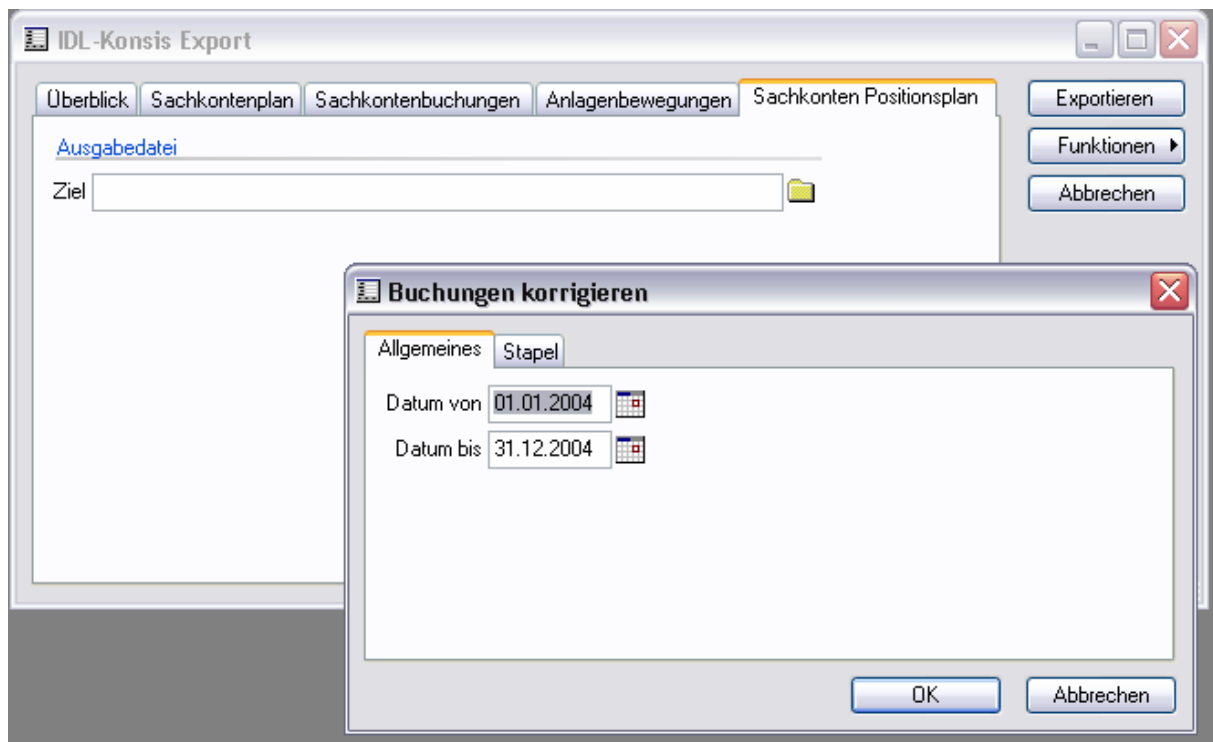 IDL-Konsis Export
Überblick Sachkontenplan Sachkontenbuchungen Anlagenbewegungen Sachkonten Positionsplan
Exportieren
Ausgabedatei
Funktionen
Ziel
Abbrechen
Buchungen korrigieren
Allgemeines Stapel
Datum von 01.01.2004
Datum bis 31.12.2004
OK Abbrechen